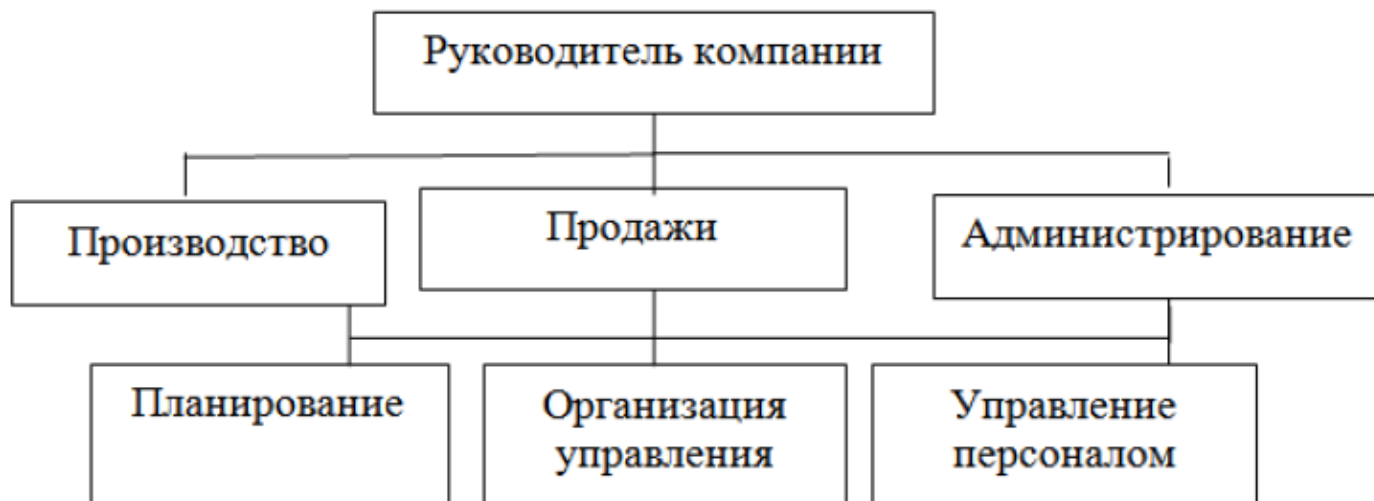 Руководитель компании
Производство
Продажи
Администрирование
Планирование
Организация
управления
Управление
персоналом